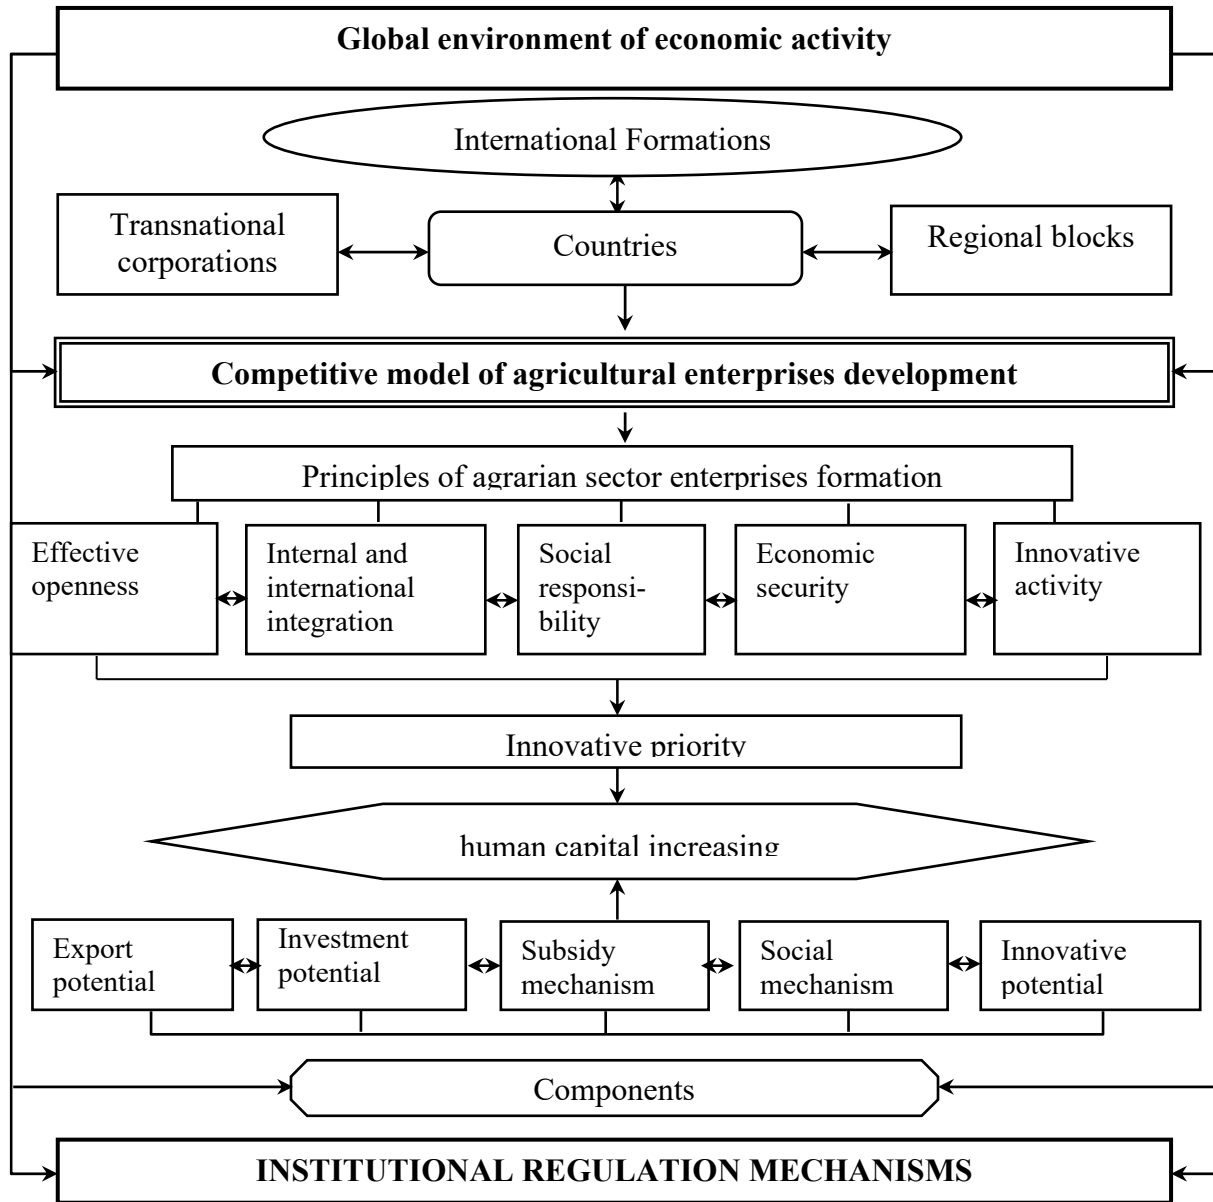 Global environment of economic activity
International Formations
Transnational
corporations
Countries
Regional blocks
Competitive model of agricultural enterprises development
Principles of agrarian sector enterprises formation
Effective
openness
Internal and
international
integration
Social
responsi-
bility
Economic
security
Innovative
activity
Innovative priority
human capital increasing
Export
potential
Investment
potential
Subsidy
mechanism
Social
mechanism
Innovative
potential
Components
INSTITUTIONAL REGULATION MECHANISMS